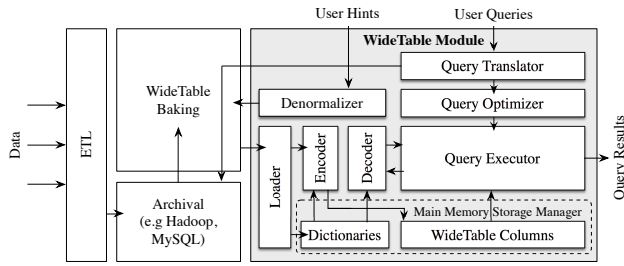 User Hints
User Queries
WideTable Module
Query Translator
WideTable
Baking
Denormalizer
Query Optimizer
Data
ETL
Loader
Encoder
Decoder
Query Executor
Query Results
Archival
(e.g Hadoop,
MySQL)
Main Memory Storage Manager
Dictionaries
WideTable Columns